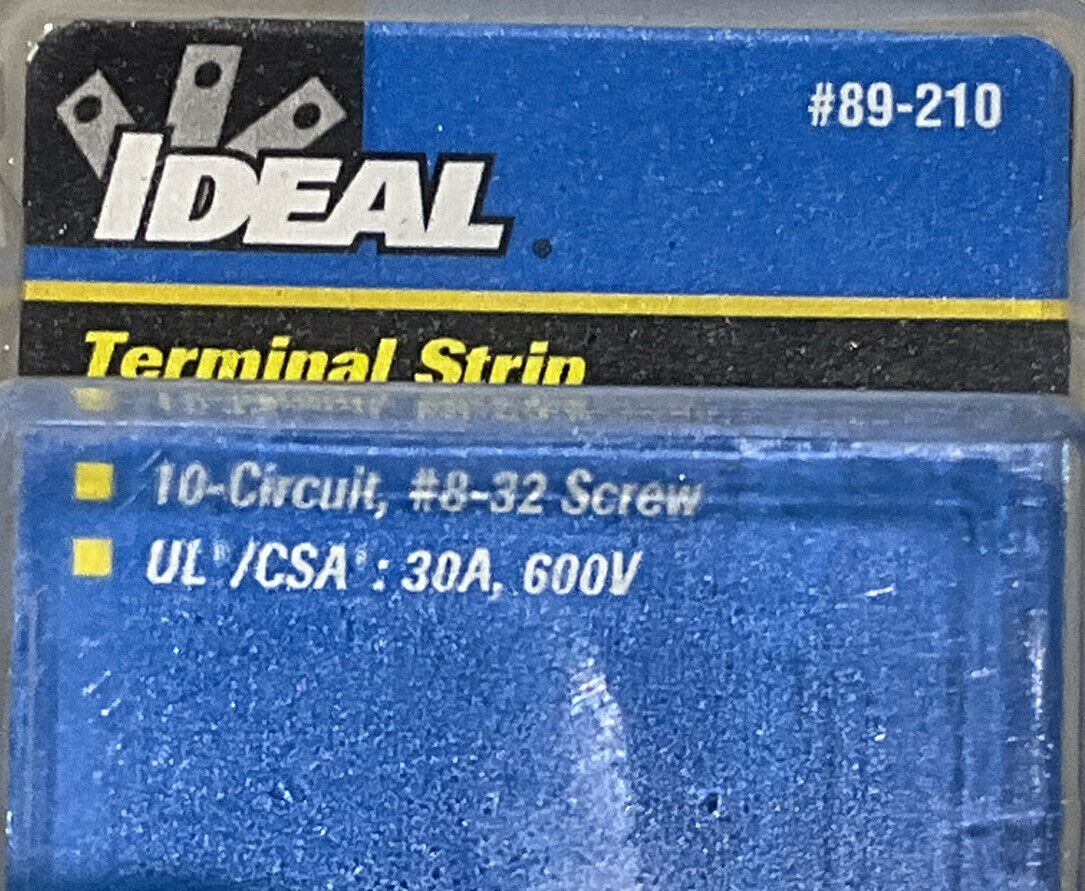 #89-210
IDEAL®
Terminal Strip
10-Circuit, #8-32 Screw
UL®/CSA®: 30A, 600V